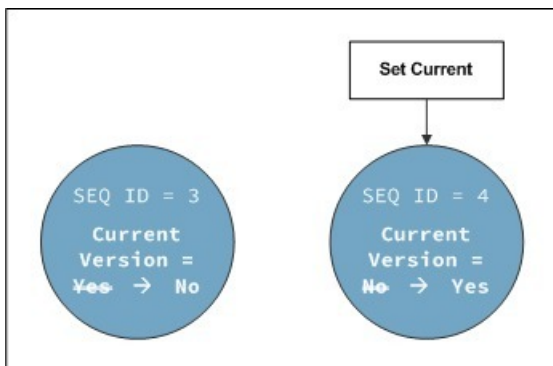 Set Current
SEQ ID = 3
Current
Version =
Yes → No
SEQ ID = 4
Current
Version =
No → Yes